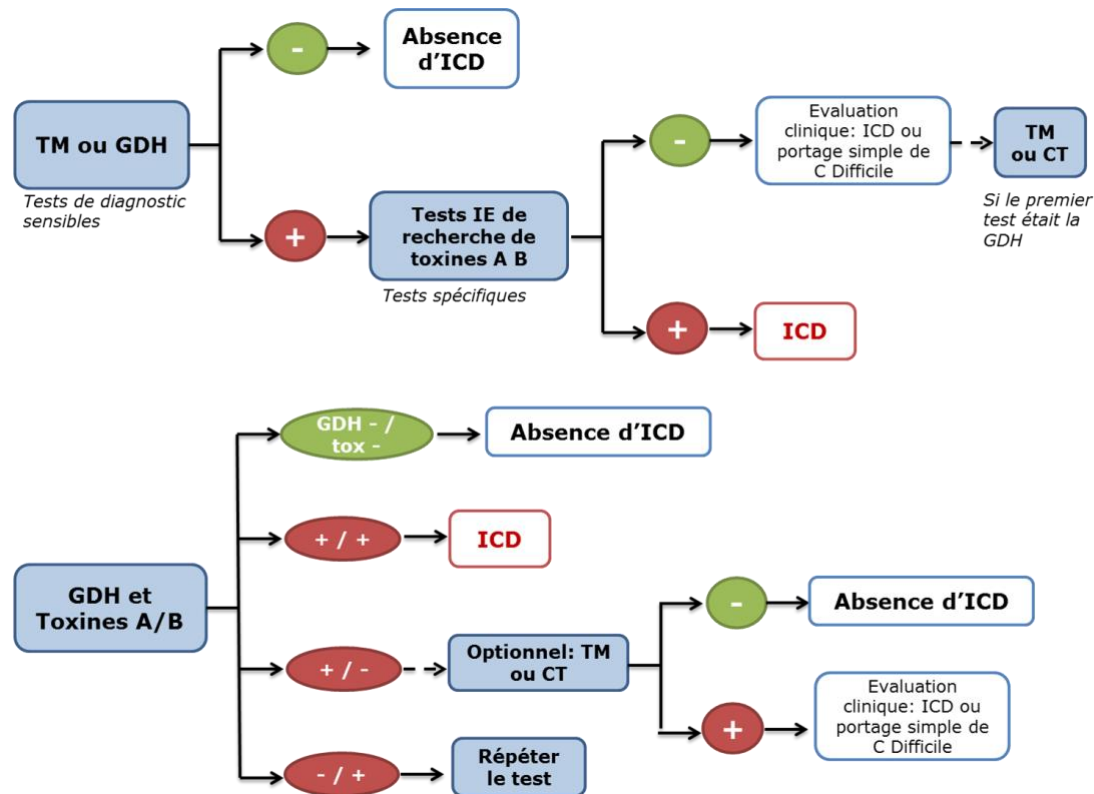 -
Absence
d'ICD
TM ou GDH
Tests de diagnostic
sensibles
+
Tests IE de
recherche de
toxines A B
Tests spécifiques
-
Evaluation
clinique: ICD ou
portage simple de
C Difficile
TM
ou CT
Si le premier
test était la
GDH
+
ICD
GDH et
Toxines A/B
GDH - /
tox -
Absence d'ICD
+ / +
ICD
+ / -
Optionnel: TM
ou CT
-
Absence d'ICD
+
Evaluation
clinique: ICD ou
portage simple de
C Difficile
- / +
Répéter
le test